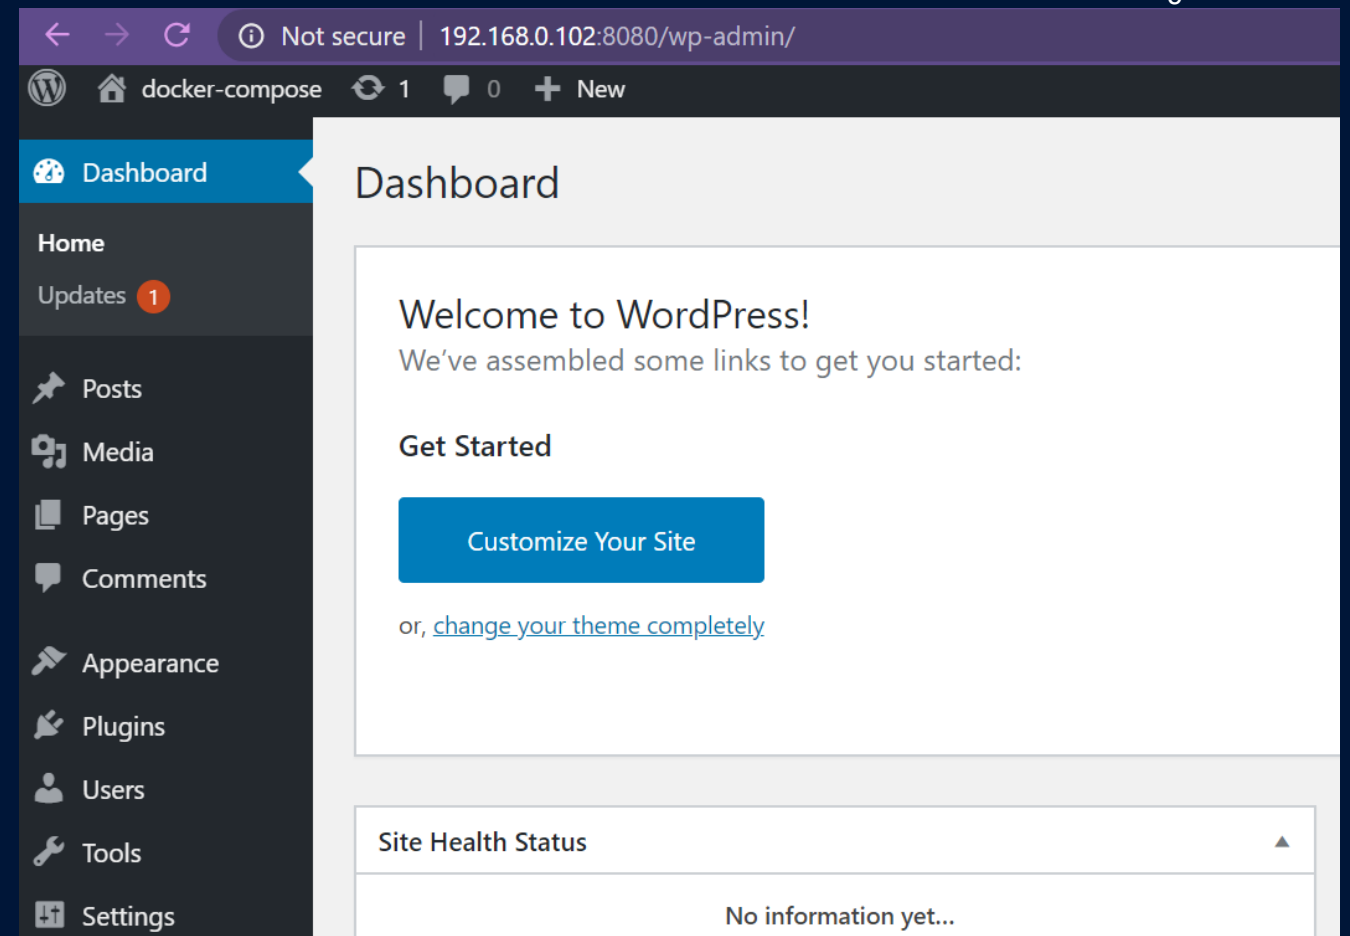 Not secure | 192.168.0.102:8080/wp-admin/
docker-compose 1 0 New
Dashboard
Home
Updates 1
Posts
Media
Pages
Comments
Appearance
Plugins
Users
Tools
Settings
Dashboard
Welcome to WordPress!
We've assembled some links to get you started:
Get Started
Customize Your Site
or, change your theme completely
Site Health Status
No information yet...